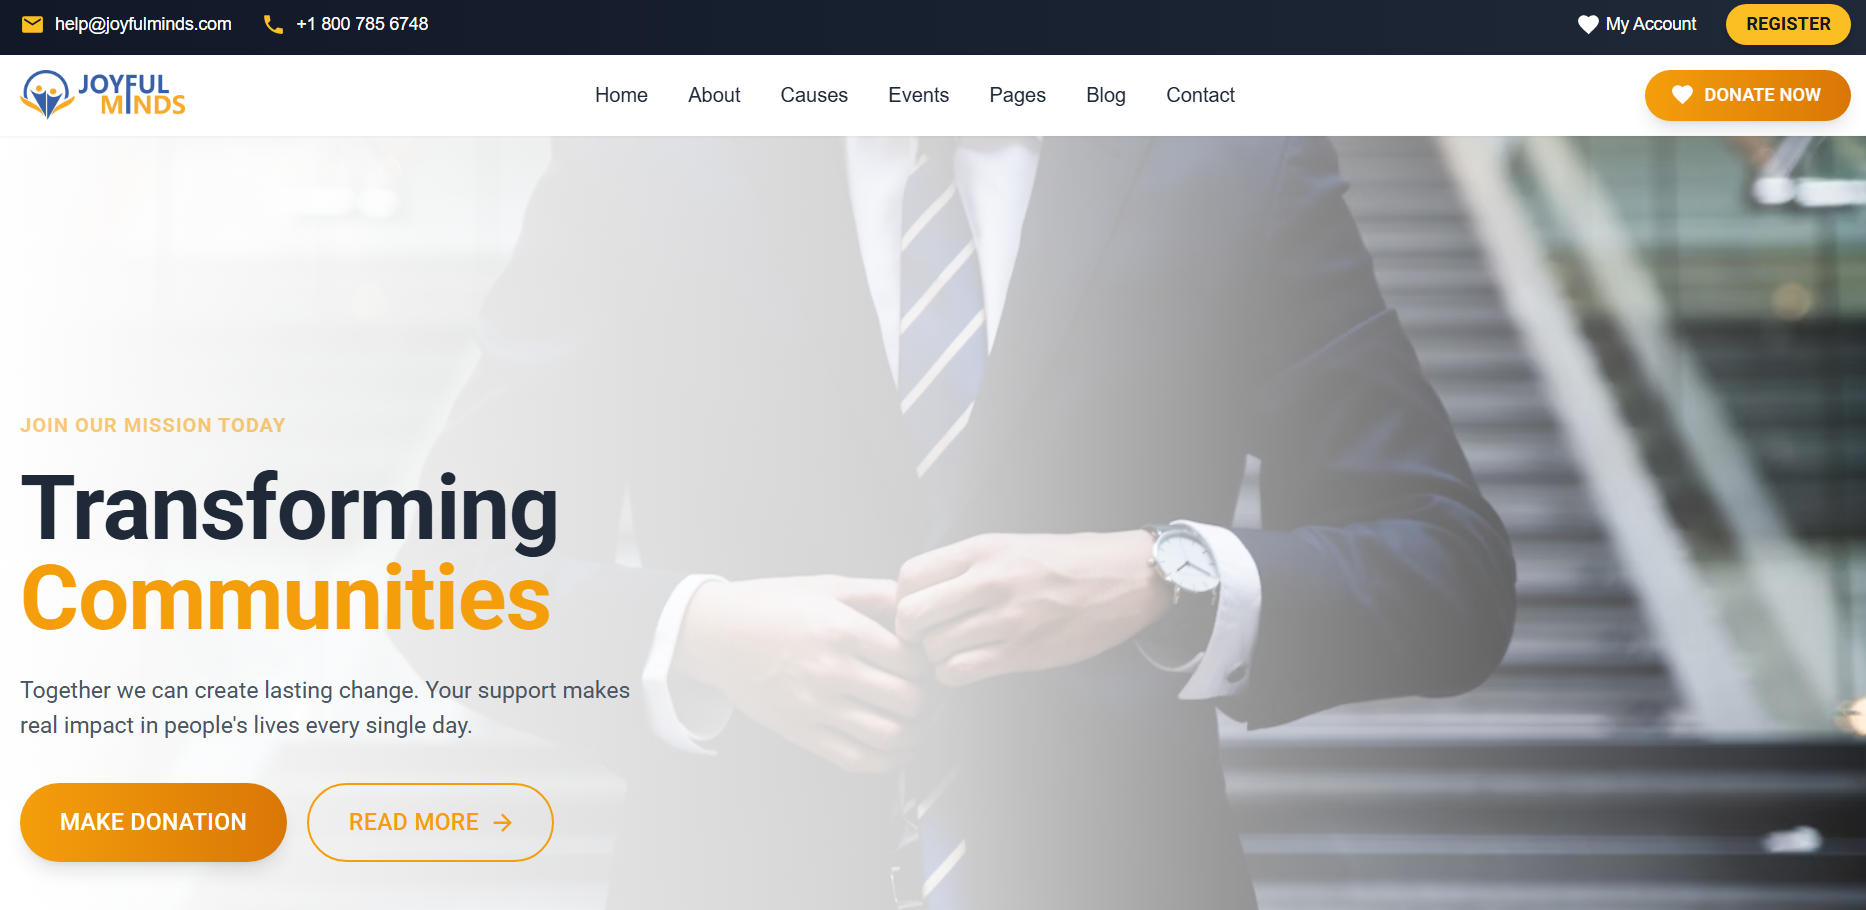 help@joyfulminds.com +1 800 785 6748 My Account REGISTER
JOYFUL
MINDS
Home About Causes Events Pages Blog Contact
DONATE NOW
JOIN OUR MISSION TODAY
Transforming
Communities
Together we can create lasting change. Your support makes
real impact in people's lives every single day.
MAKE DONATION READ MORE →